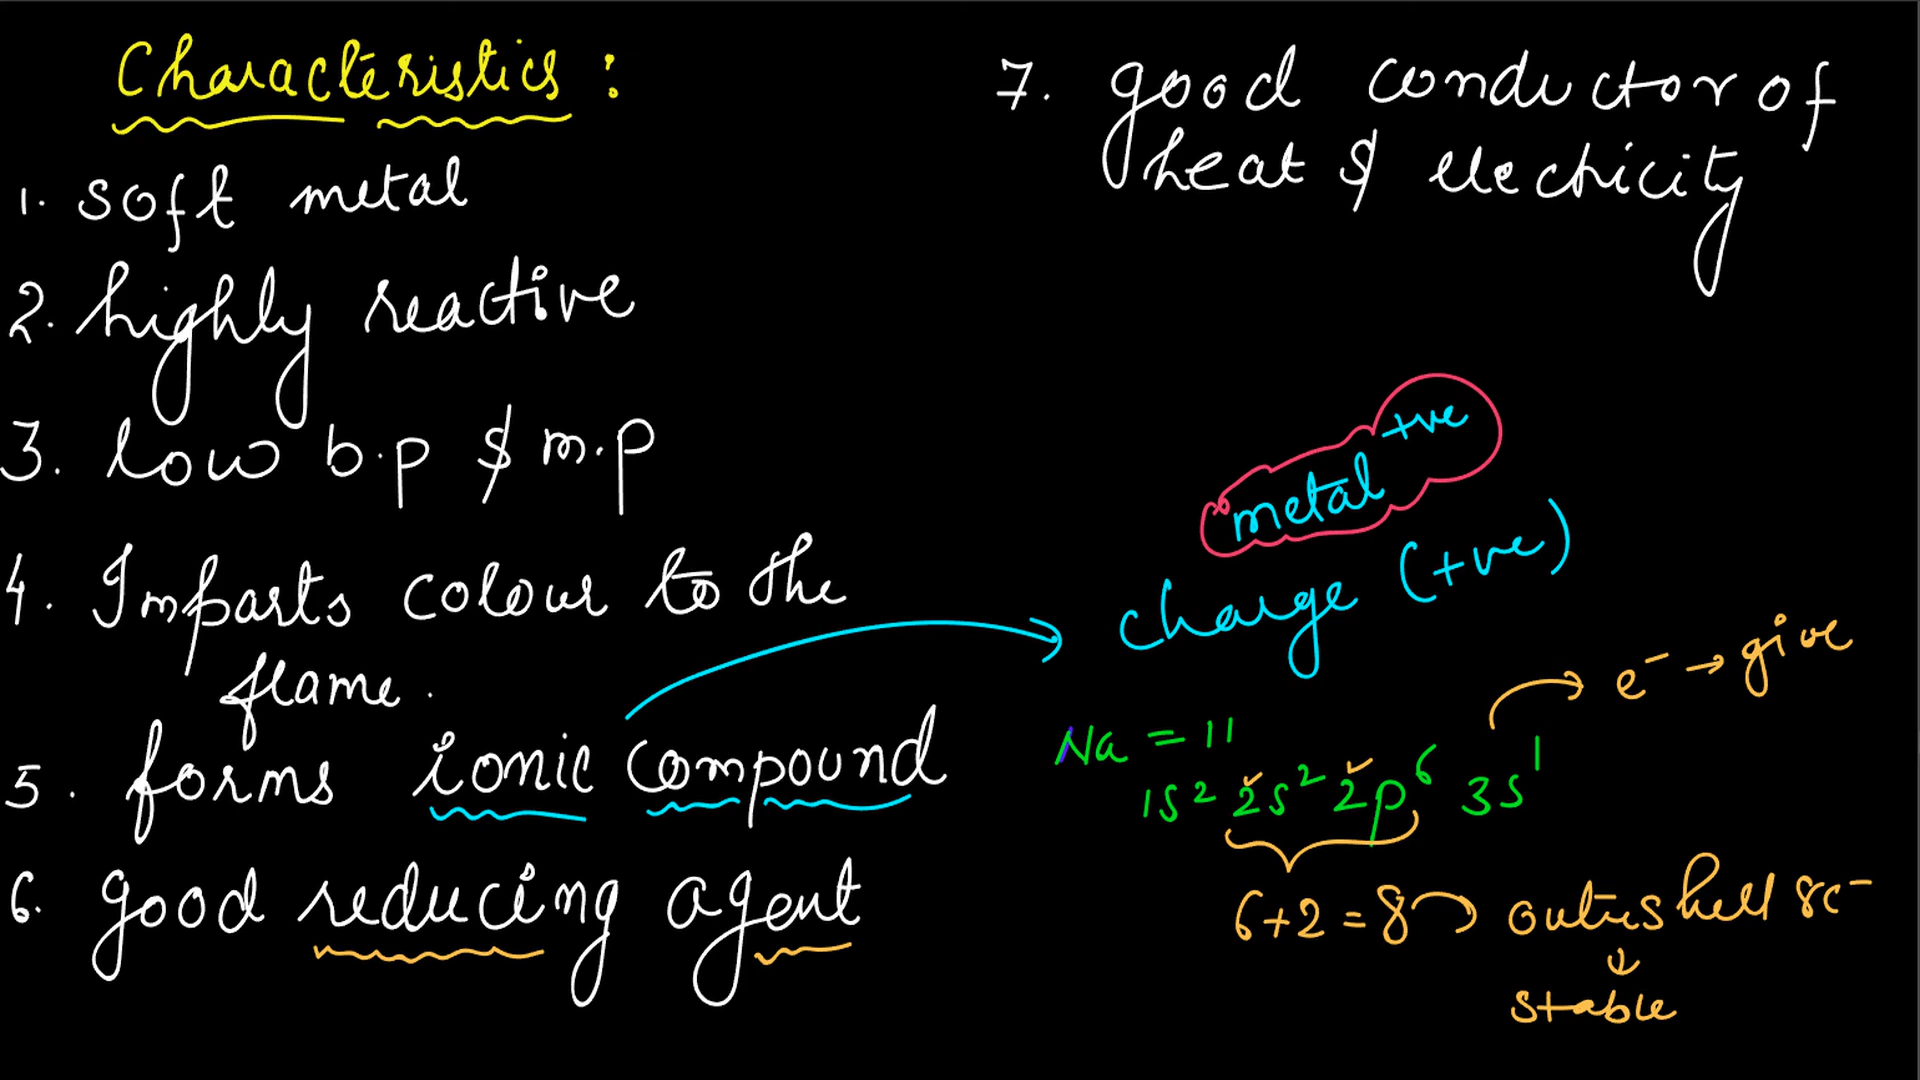 Characteristics :
1. soft metal
2. highly reactive
3. low b.p & m.p
4. Imparts colour to the
flame.
5. forms ionic compound
6. good reducing agent
7. good conductor of
heat & electricity
metal +ve
charge (+ve)
e⁻ → give
Na = 11
1s² 2s² 2p⁶ 3s¹
6+2 = 8 → outershell 8e⁻
↓
stable